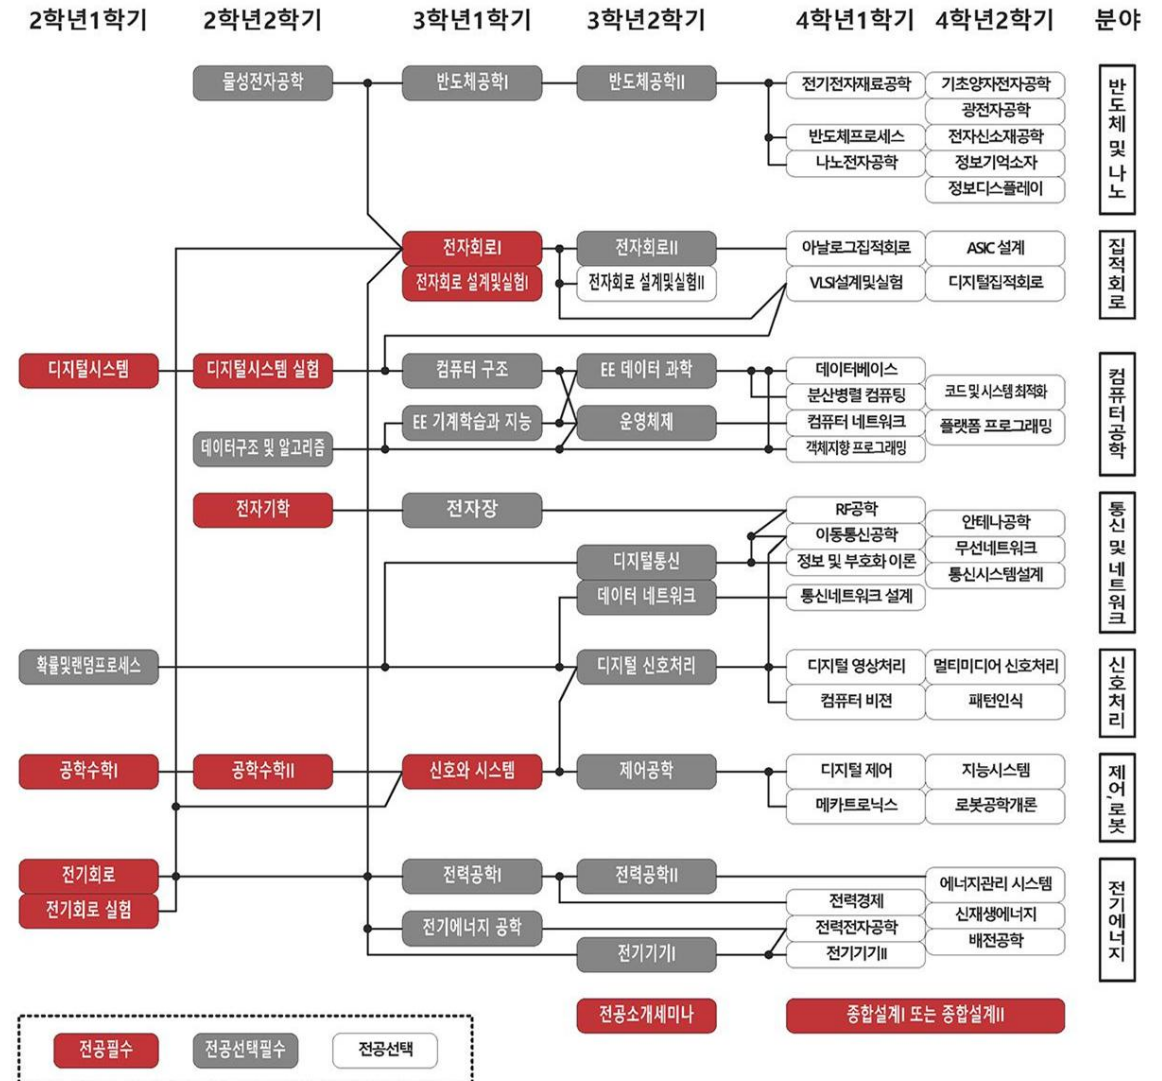 2학년1학기 2학년2학기 3학년1학기 3학년2학기 4학년1학기 4학년2학기 분야
물성전자공학 반도체공학I 반도체공학II 전기전자재료공학 기초양자전자공학
광전자공학
반도체프로세스 전자신소재공학
나노전자공학 정보기억소자
정보디스플레이
반도체 및 나노
전자회로I 전자회로II 아날로그집적회로 ASIC 설계
전자회로 설계및실험I 전자회로 설계및실험II VLSI설계및실험 디지털집적회로
집적회로
디지털시스템 디지털시스템 실험 컴퓨터 구조 EE 데이터 과학 데이터베이스
분산병렬 컴퓨팅 코드 및 시스템 최적화
EE 기계학습과 지능 운영체제 컴퓨터 네트워크 플랫폼 프로그래밍
데이터구조 및 알고리즘 객체지향 프로그래밍
컴퓨터공학
전자기학 전자장 RF공학 안테나공학
이동통신공학 무선네트워크
디지털통신 정보 및 부호화 이론 통신시스템설계
데이터 네트워크 통신네트워크 설계
통신 및 네트워크
확률및랜덤프로세스 디지털 신호처리 디지털 영상처리 멀티미디어 신호처리
컴퓨터 비젼 패턴인식
신호처리
공학수학I 공학수학II 신호와 시스템 제어공학 디지털 제어 지능시스템
메카트로닉스 로봇공학개론
제어,로봇
전기회로 전력공학I 전력공학II 에너지관리 시스템
전기회로 실험 전력경제 신재생에너지
전기에너지 공학 전력전자공학 배전공학
전기기기I 전기기기II
전기에너지
전공소개세미나 종합설계I 또는 종합설계II
전공필수 전공선택필수 전공선택